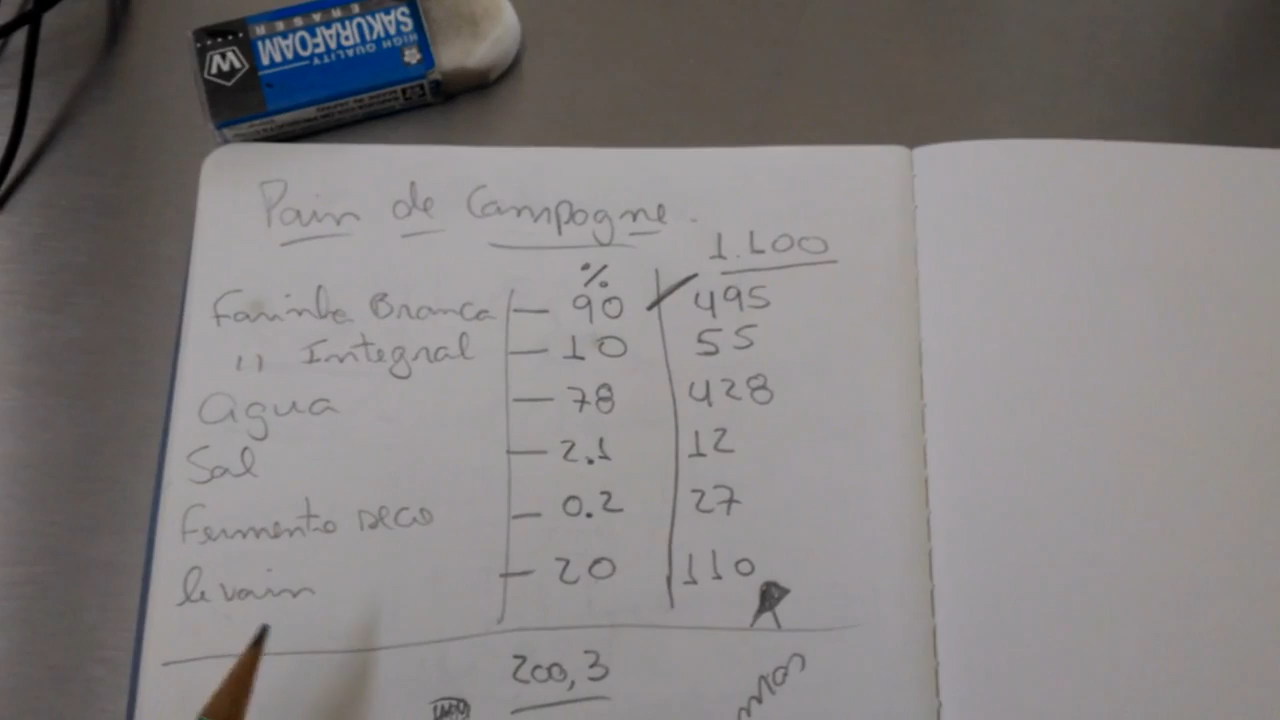 HIGH QUALITY
SAKURAFOAM
ERASER
Pain de Campogne.
1.100
%
Farinha Branca — 90 495
" Integral — 10 55
Agua — 78 428
Sal — 2.1 12
Fermento seco — 0.2 27
levain — 20 110
200,3